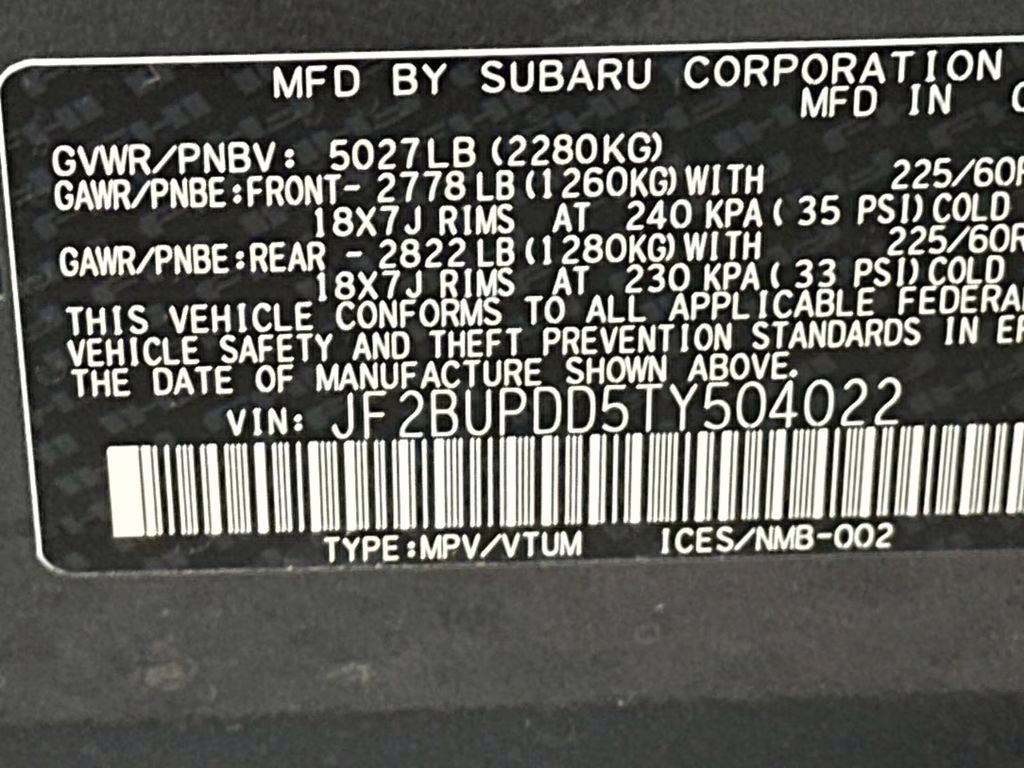 MFD BY SUBARU CORPORATION
MFD IN
GVWR/PNBV: 5027LB (2280KG)
GAWR/PNBE:FRONT- 2778 LB (1260KG) WITH 225/60R
18X7J RIMS AT 240 KPA ( 35 PSI) COLD
GAWR/PNBE:REAR - 2822 LB (1280KG) WITH 225/60R
18X7J RIMS AT 230 KPA ( 33 PSI) COLD
THIS VEHICLE CONFORMS TO ALL APPLICABLE FEDERA
VEHICLE SAFETY AND THEFT PREVENTION STANDARDS IN
THE DATE OF MANUFACTURE SHOWN ABOVE.
VIN: JF2BUPDD5TY504022
TYPE:MPV/VTUM ICES/NMB-002